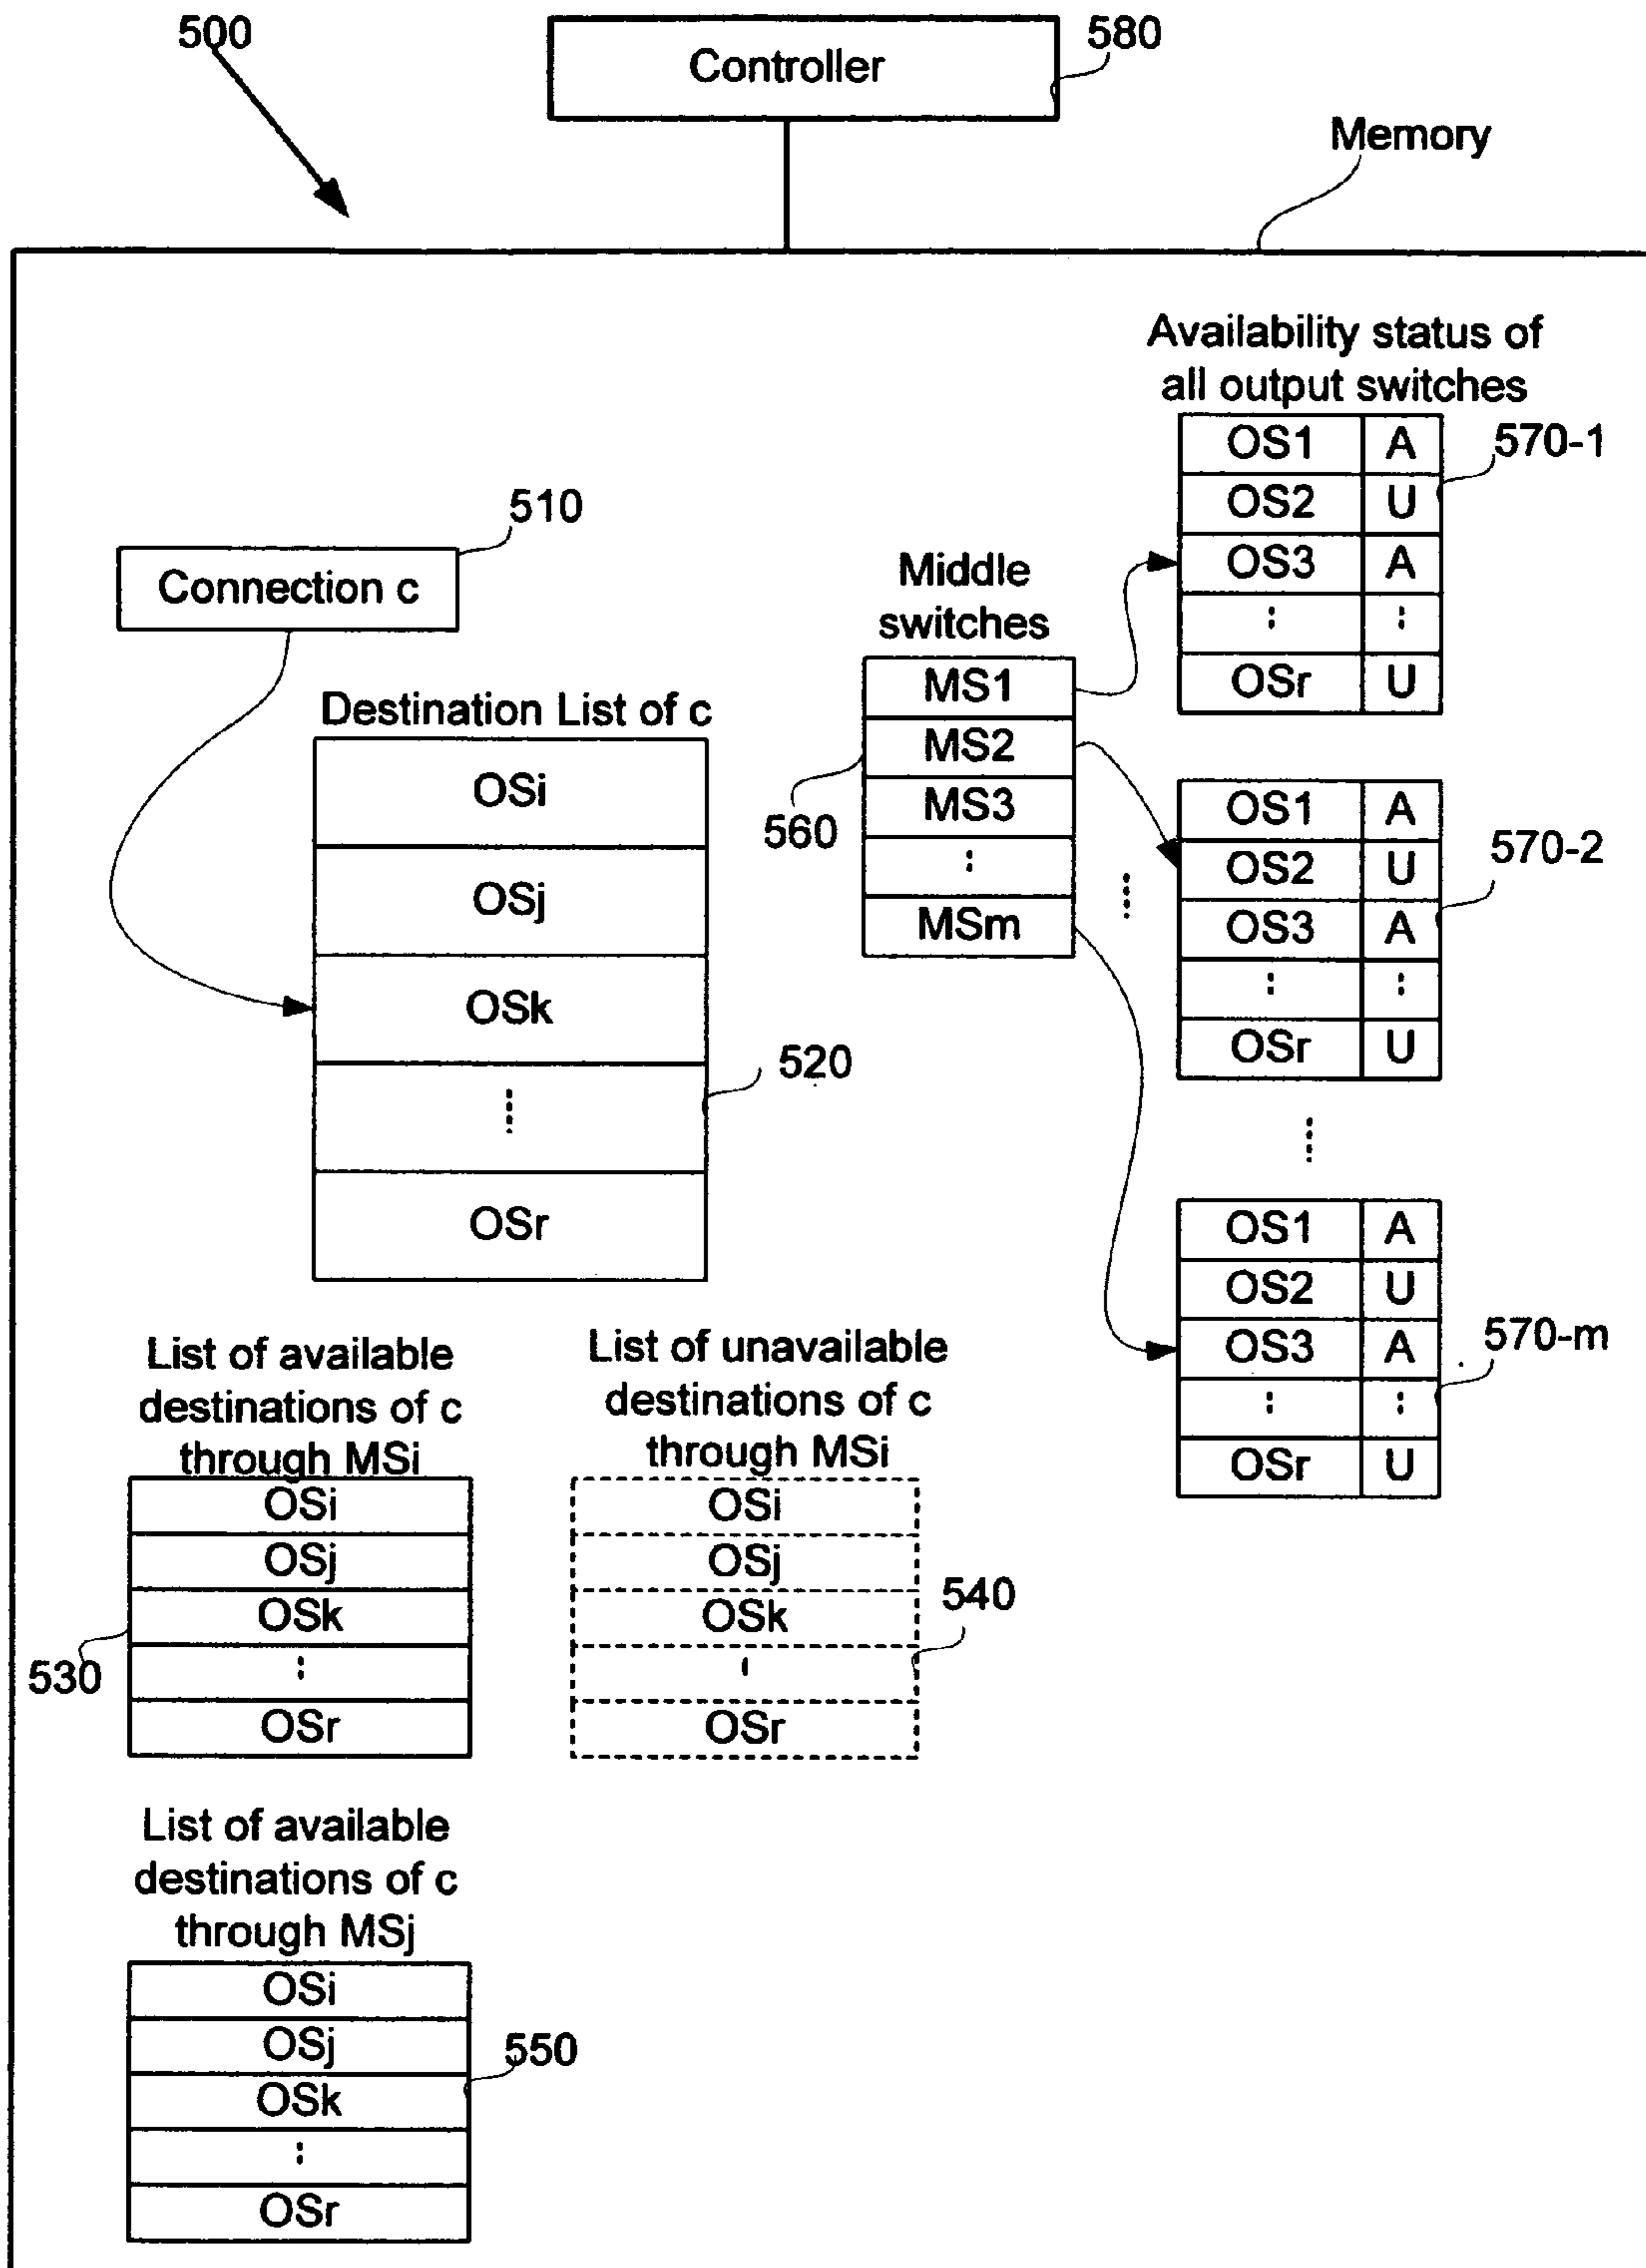 500
Controller
580
Memory
Availability status of
all output switches
OS1 A
570-1
OS2 U
OS3 A
⋮ ⋮
OSr U
510
Connection c
Middle
switches
MS1
MS2
MS3
⋮
MSm
560
Destination List of c
OSi
OSj
OSk
⋮
OSr
520
OS1 A
OS2 U
570-2
OS3 A
⋮ ⋮
OSr U
OS1 A
OS2 U
OS3 A
570-m
⋮ ⋮
OSr U
List of available
destinations of c
through MSi
OSi
OSj
OSk
⋮
OSr
530
List of unavailable
destinations of c
through MSi
OSi
OSj
OSk
OSr
540
List of available
destinations of c
through MSj
OSi
OSj
550
OSk
⋮
OSr